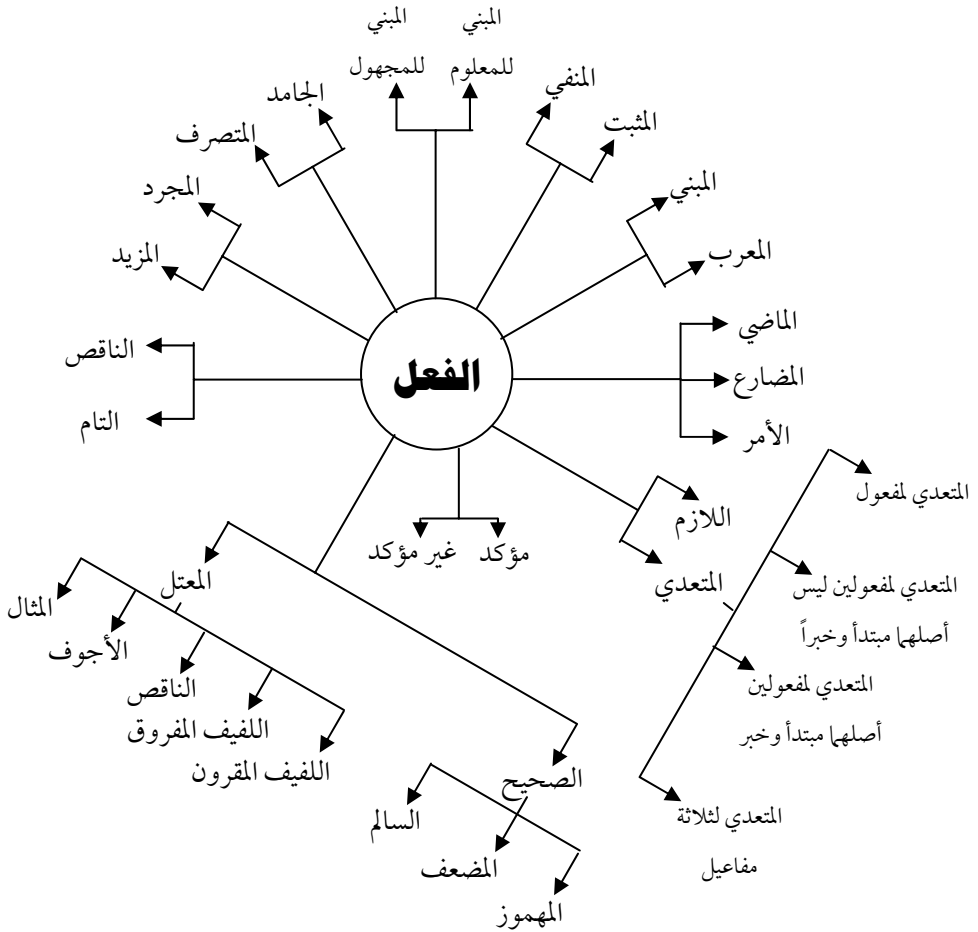 المبني
للمعلوم
المبني
للمجهول
المنفي
المثبت
الجامد
المتصرف
المبني
المعرب
المجرد
المزيد
الماضي
المضارع
الأمر
الناقص
التام
الفعل
اللازم
المتعدي
المتعدي لمفعول
المتعدي لمفعولين ليس
أصلهما مبتدأ وخبراً
المتعدي لمفعولين
أصلهما مبتدأ وخبر
المتعدي لثلاثة
مفاعيل
مؤكد
غير مؤكد
المعتل
المثال
الأجوف
الناقص
اللفيف المفروق
اللفيف المقرون
الصحيح
السالم
المضعف
المهموز